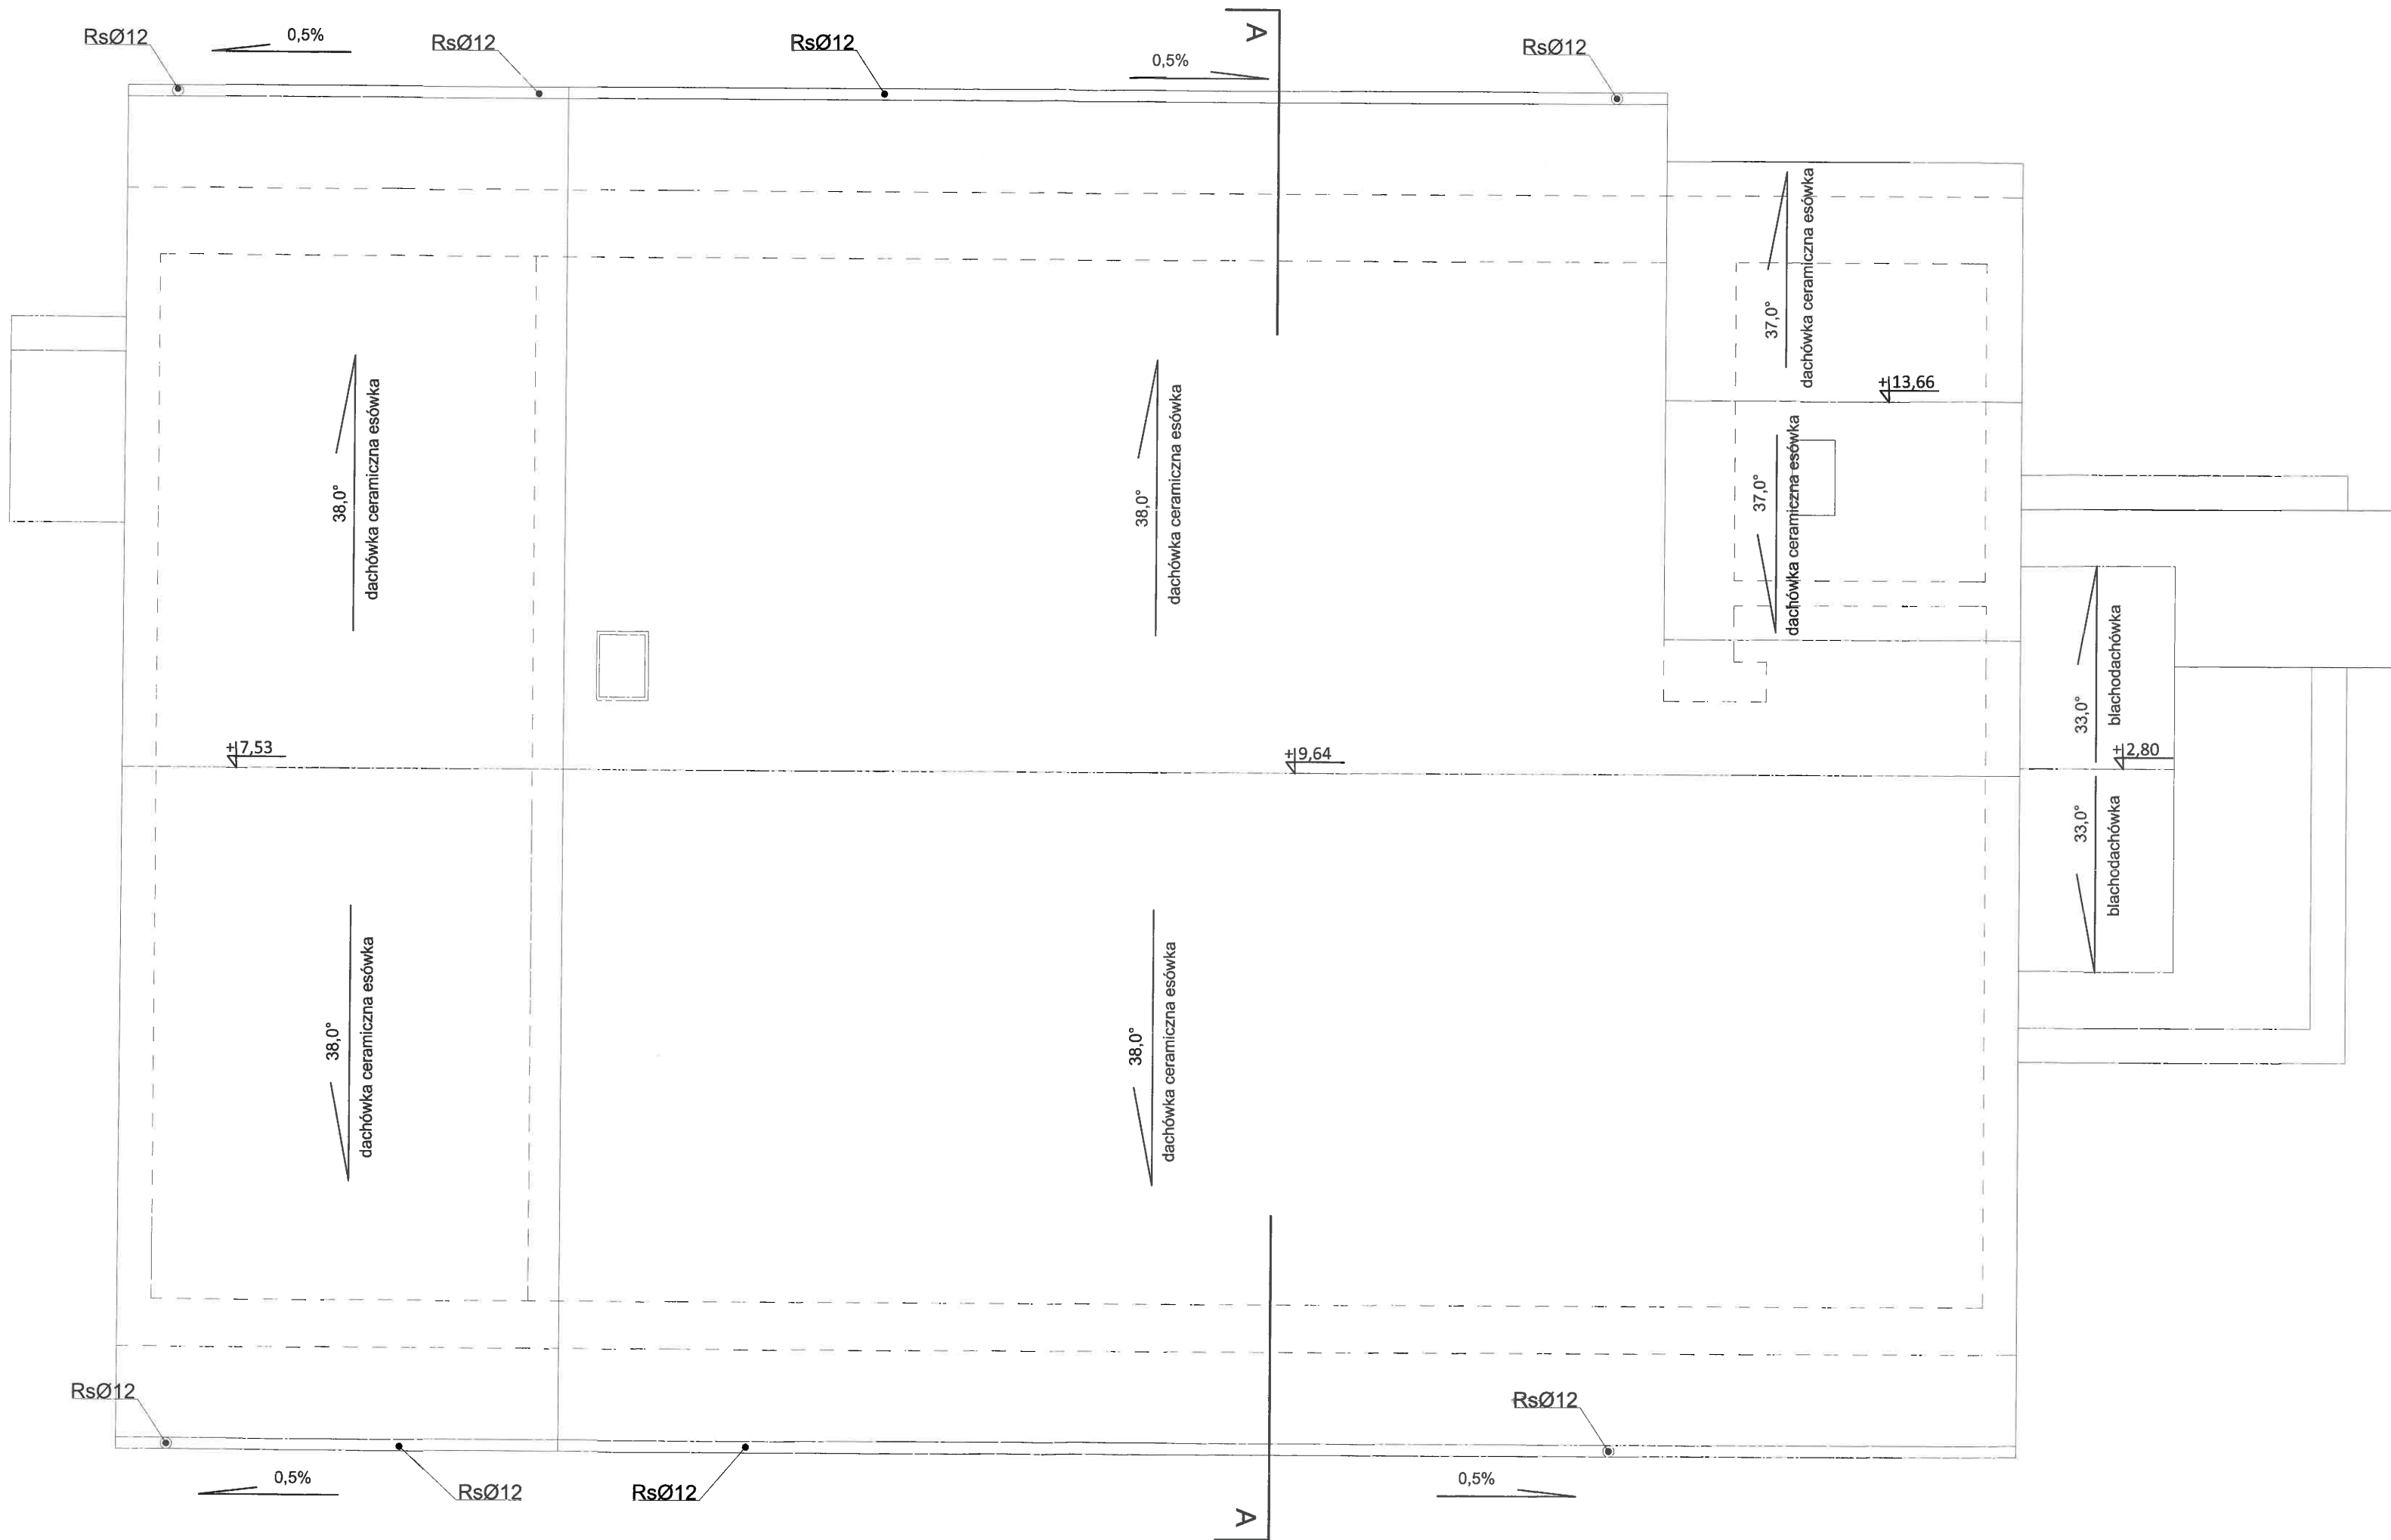 RsØ12
0,5%
RsØ12
RsØ12
A
0,5%
RsØ12
38,0°
dachówka ceramiczna esówka
38,0°
dachówka ceramiczna esówka
37,0°
dachówka ceramiczna esówka
+13,66
37,0°
dachówka ceramiczna esówka
33,0°
blachodachówka
+7,53
+9,64
+2,80
33,0°
blachodachówka
38,0°
dachówka ceramiczna esówka
38,0°
dachówka ceramiczna esówka
RsØ12
RsØ12
0,5%
RsØ12
RsØ12
A
0,5%